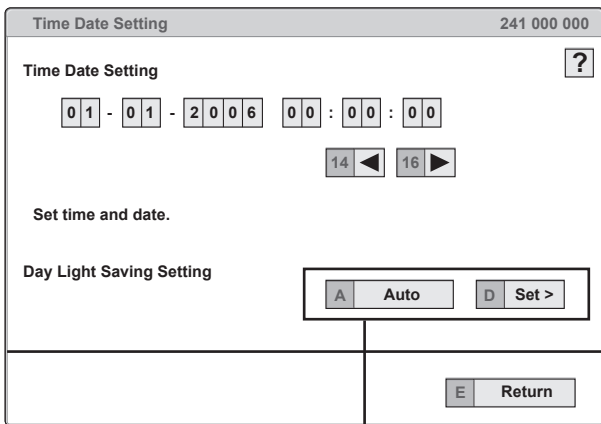 Time Date Setting 241 000 000
Time Date Setting ?
01 - 01 - 2006 00 : 00 : 00
14 ◀ 16 ▶
Set time and date.
Day Light Saving Setting
A Auto D Set >
E Return